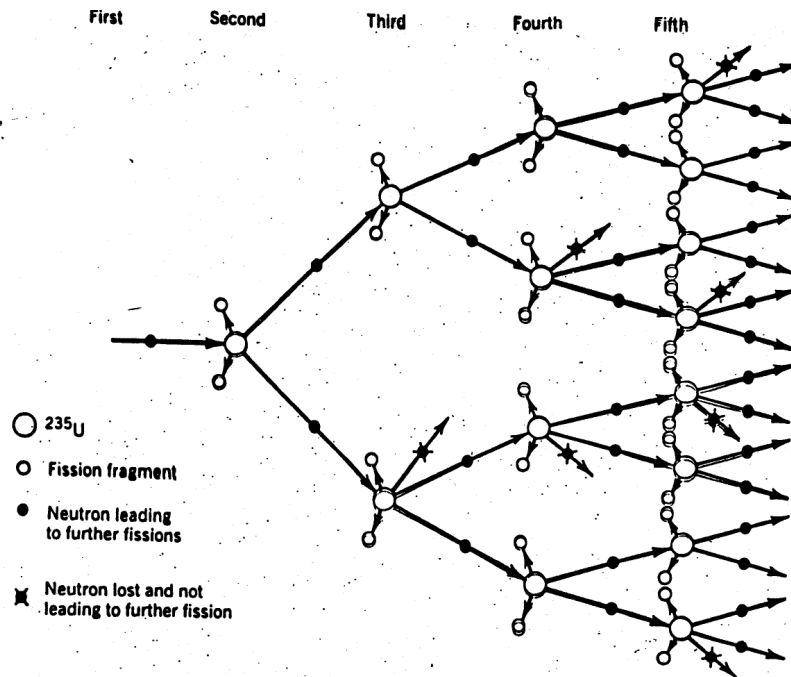 First Second Third Fourth Fifth
235U
Fission fragment
Neutron leading
to further fissions
Neutron lost and not
leading to further fission